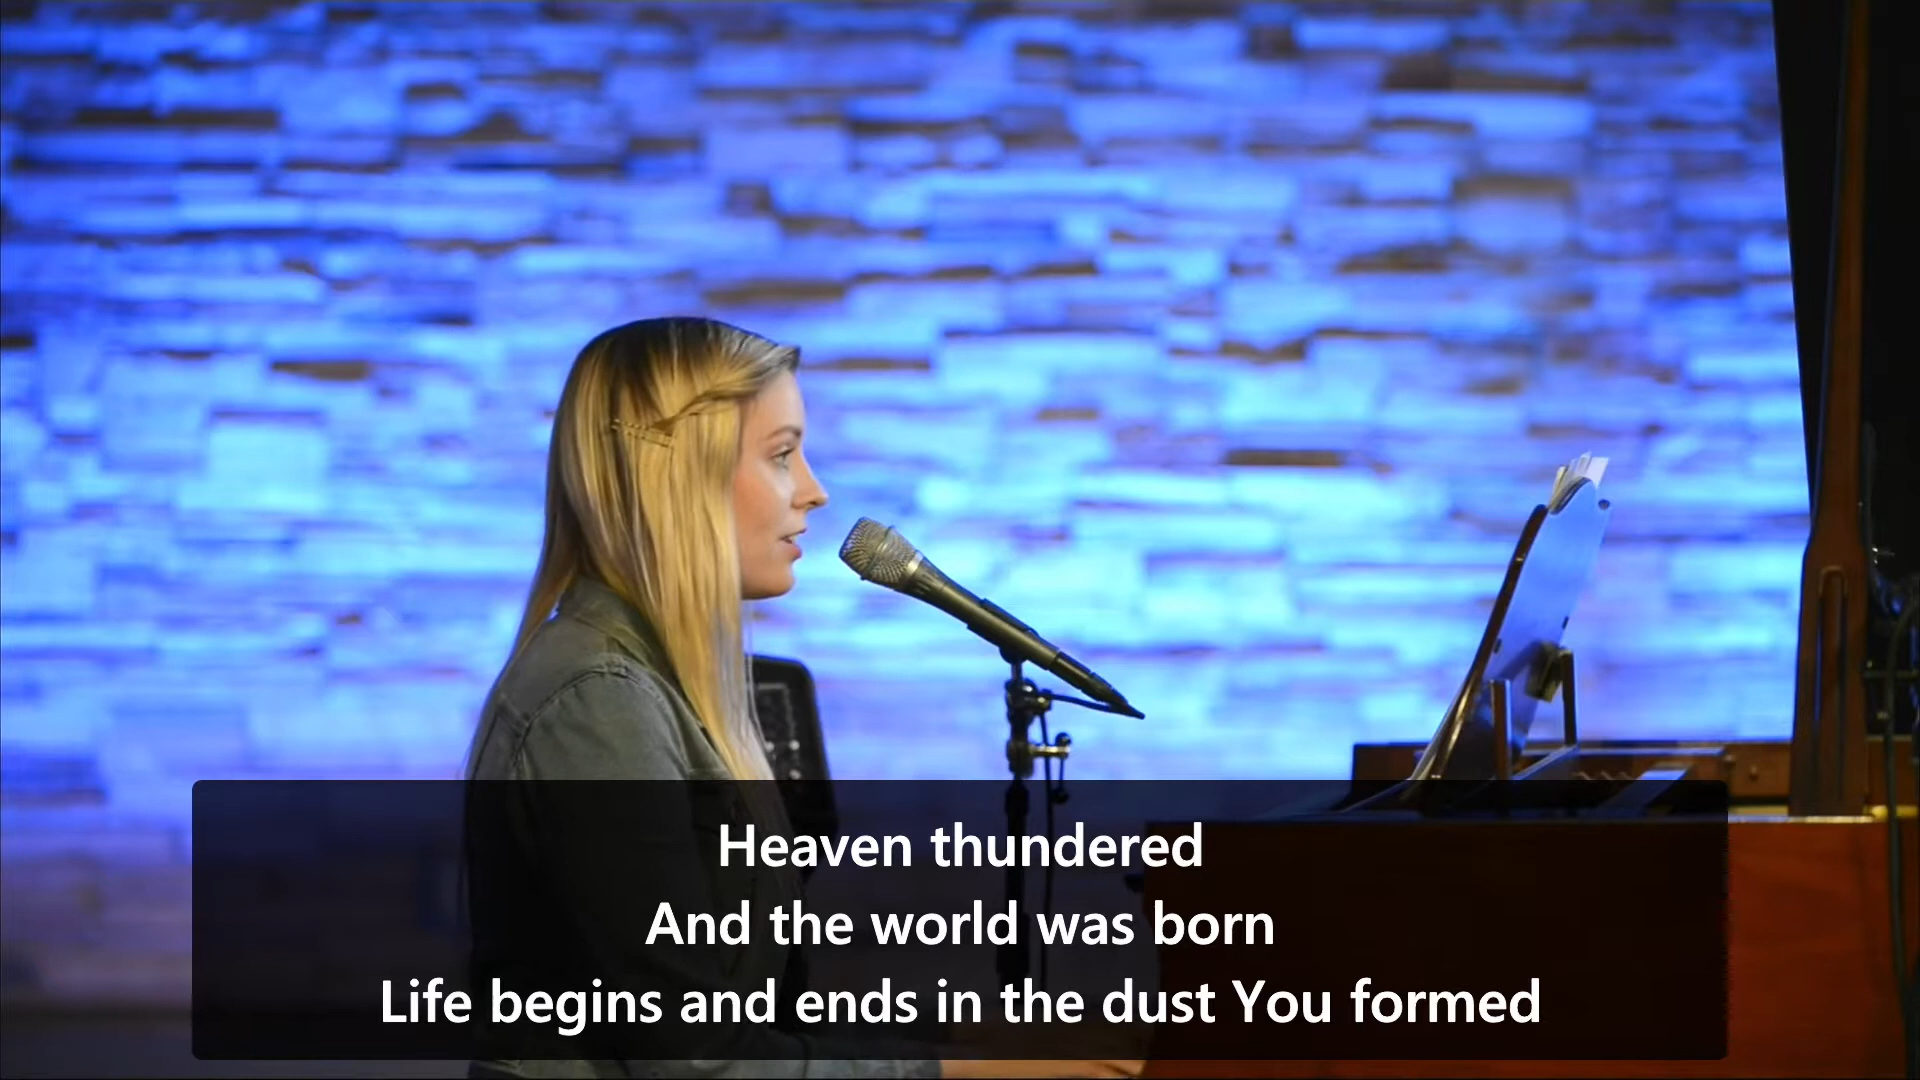 Heaven thundered
And the world was born
Life begins and ends in the dust You formed